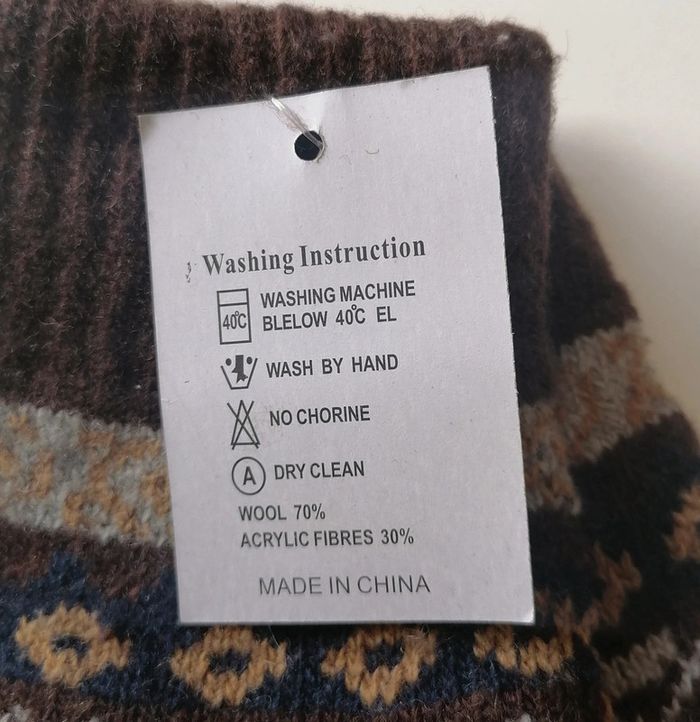 Washing Instruction
WASHING MACHINE
40°C BLELOW 40°C EL
WASH BY HAND
NO CHORINE
A DRY CLEAN
WOOL 70%
ACRYLIC FIBRES 30%
MADE IN CHINA